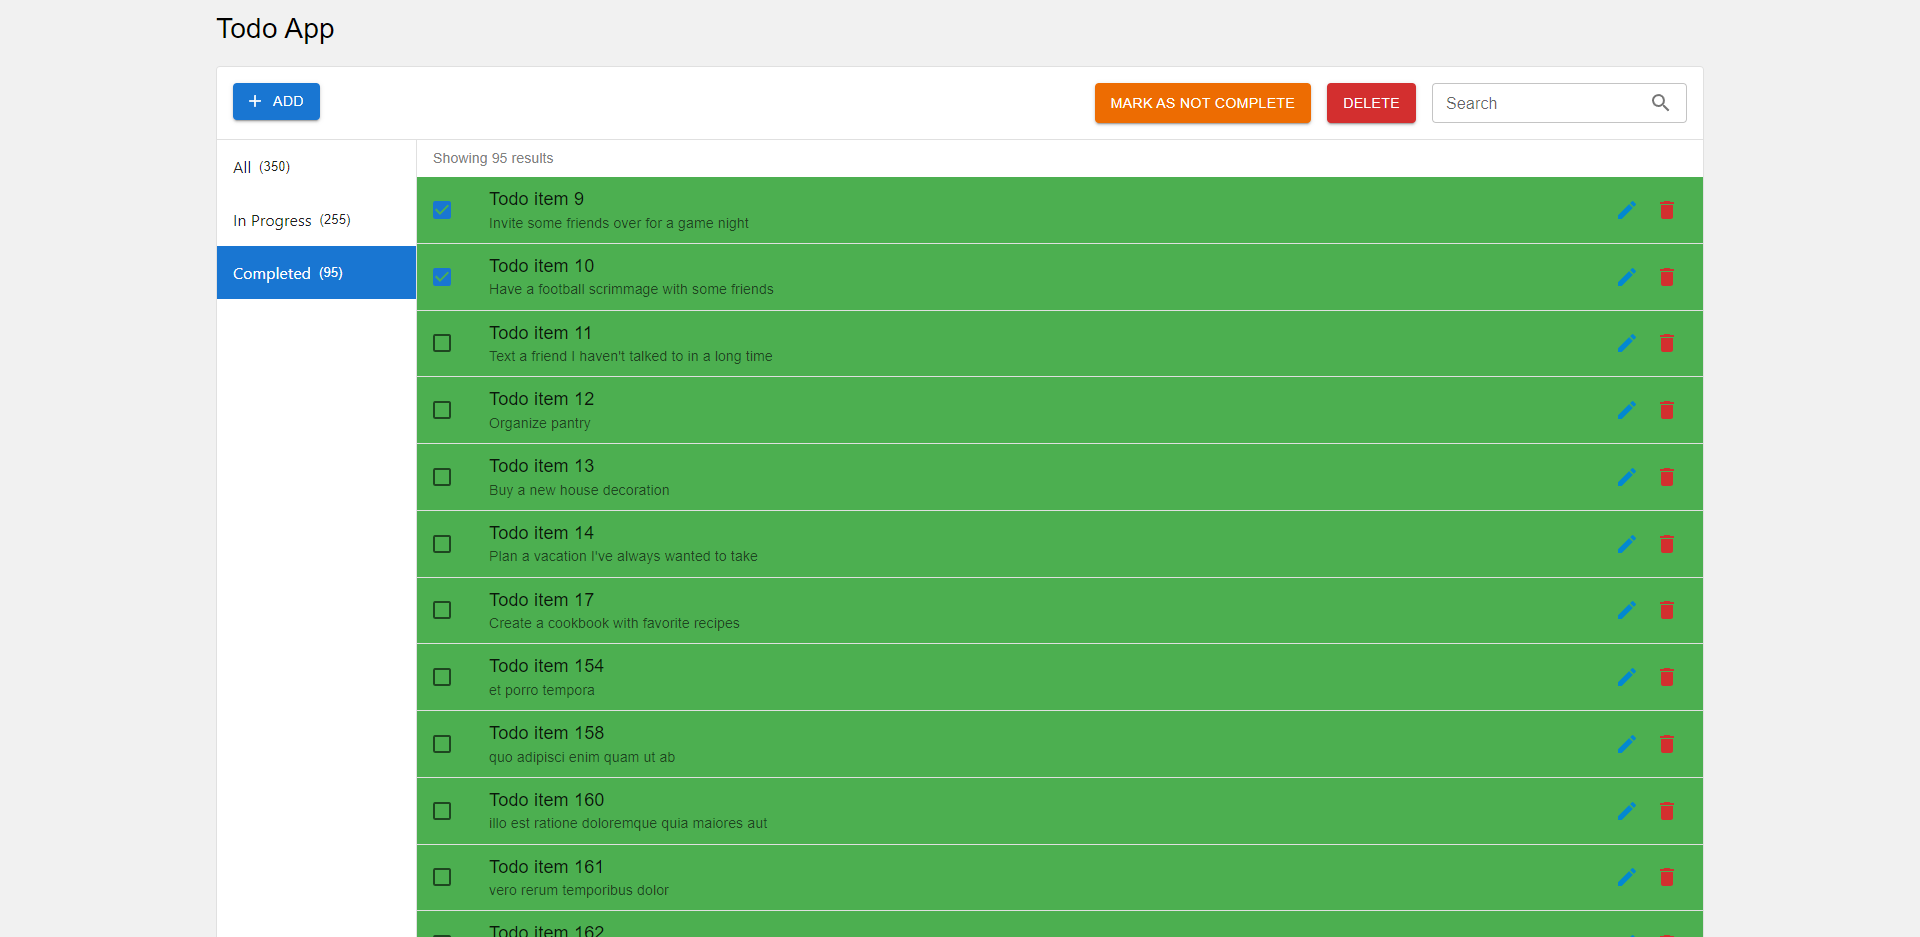 Todo App
ADD
MARK AS NOT COMPLETE
DELETE
Search
All (350)
In Progress (255)
Completed (95)
Showing 95 results
Todo item 9
Invite some friends over for a game night
Todo item 10
Have a football scrimmage with some friends
Todo item 11
Text a friend I haven't talked to in a long time
Todo item 12
Organize pantry
Todo item 13
Buy a new house decoration
Todo item 14
Plan a vacation I've always wanted to take
Todo item 17
Create a cookbook with favorite recipes
Todo item 154
et porro tempora
Todo item 158
quo adipisci enim quam ut ab
Todo item 160
illo est ratione doloremque quia maiores aut
Todo item 161
vero rerum temporibus dolor
Todo item 162